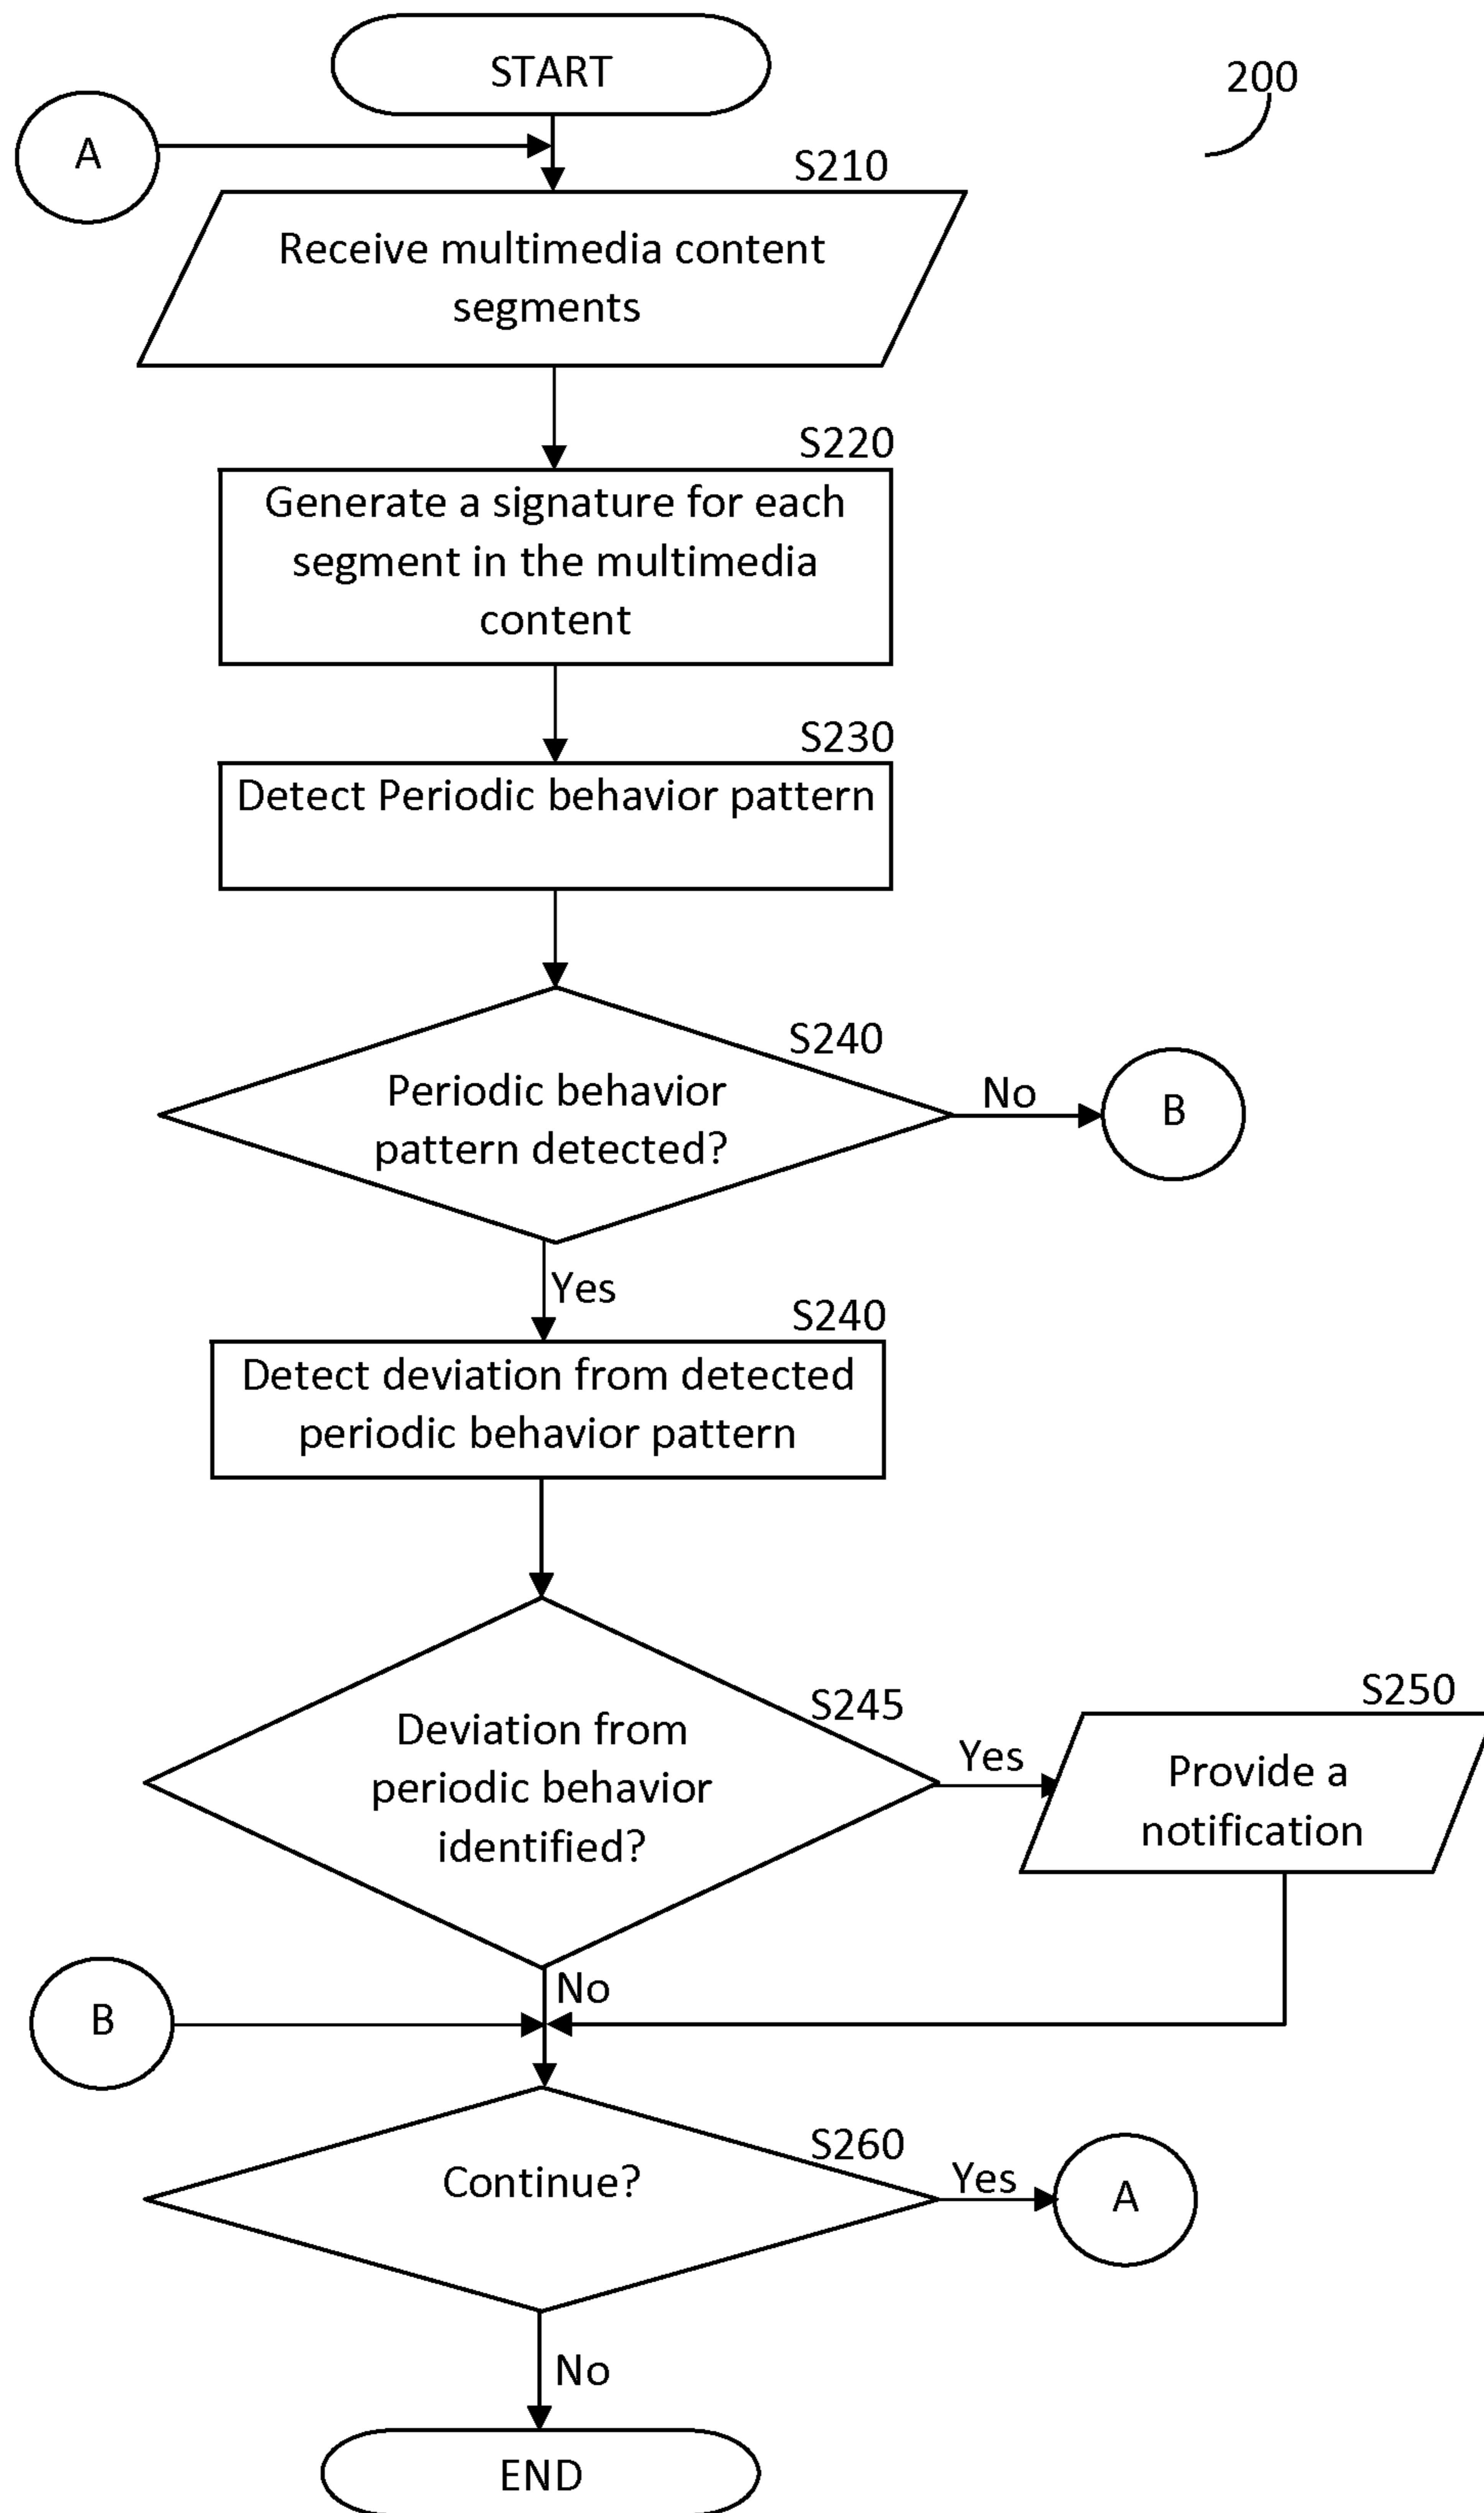 START
200
A
S210
Receive multimedia content
segments
S220
Generate a signature for each
segment in the multimedia
content
S230
Detect Periodic behavior pattern
S240
Periodic behavior
pattern detected?
No
B
Yes
S240
Detect deviation from detected
periodic behavior pattern
S245
Deviation from
periodic behavior
identified?
Yes
S250
Provide a
notification
No
B
S260
Continue?
Yes
A
No
END